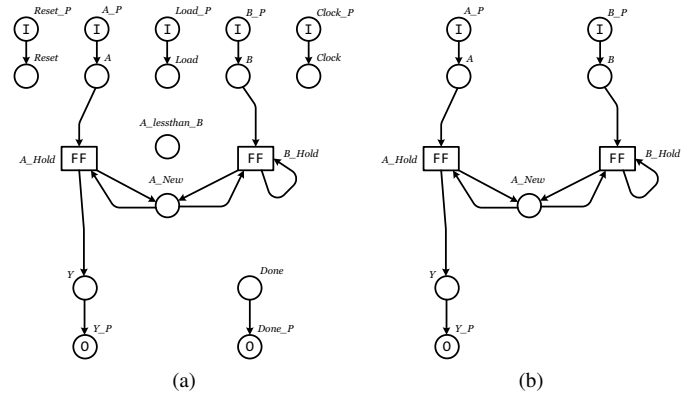 Reset_P A_P Load_P B_P Clock_P A_P B_P
I I I I I I I
Reset A Load B Clock A B
A_lessthan_B
A_Hold FF FF B_Hold A_Hold FF FF B_Hold
A_New A_New
Y Done Y
Y_P Done_P Y_P
O O O
(a) (b)